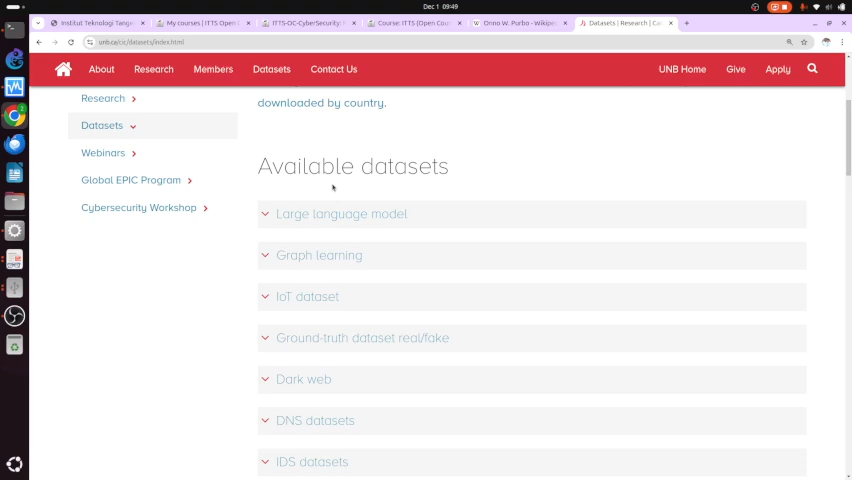 Dec 1 09:49
Institut Teknologi Tange
My courses | ITTS Open
ITTS-OC-CyberSecurity: F
Course: ITTS (Open Cour
Onno W. Purbo - Wikiped
Datasets | Research | Can
unb.ca/cic/datasets/index.html
About
Research
Members
Datasets
Contact Us
UNB Home
Give
Apply
Research
Datasets
Webinars
Global EPIC Program
Cybersecurity Workshop
downloaded by country.
Available datasets
Large language model
Graph learning
IoT dataset
Ground-truth dataset real/fake
Dark web
DNS datasets
IDS datasets